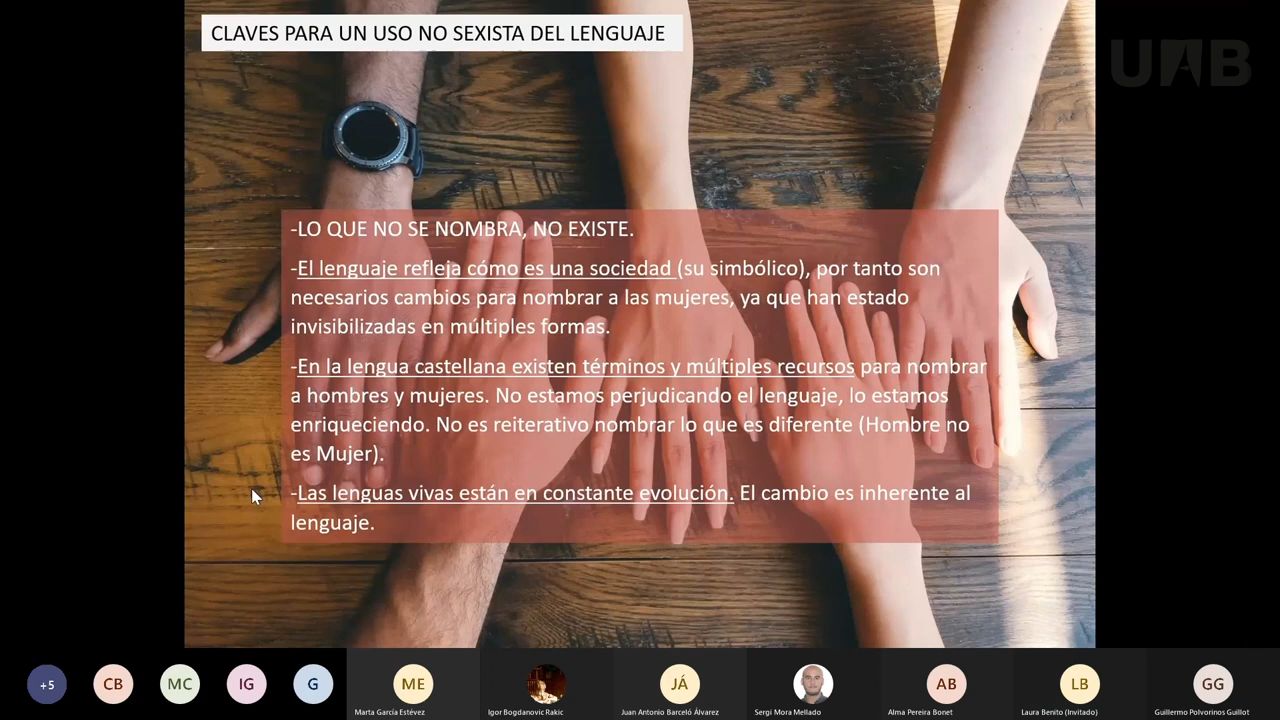 CLAVES PARA UN USO NO SEXISTA DEL LENGUAJE
UAB
-LO QUE NO SE NOMBRA, NO EXISTE.
-El lenguaje refleja cómo es una sociedad (su simbólico), por tanto son
necesarios cambios para nombrar a las mujeres, ya que han estado
invisibilizadas en múltiples formas.
-En la lengua castellana existen términos y múltiples recursos para nombrar
a hombres y mujeres. No estamos perjudicando el lenguaje, lo estamos
enriqueciendo. No es reiterativo nombrar lo que es diferente (Hombre no
es Mujer).
-Las lenguas vivas están en constante evolución. El cambio es inherente al
lenguaje.
+5
CB
MC
IG
G
ME
JÁ
AB
LB
GG
Marta García Estévez
Igor Bogdanovic Rakic
Juan Antonio Barceló Álvarez
Sergi Mora Mellado
Alma Pereira Bonet
Laura Benito (Invitado)
Guillermo Polvorinos Guillot